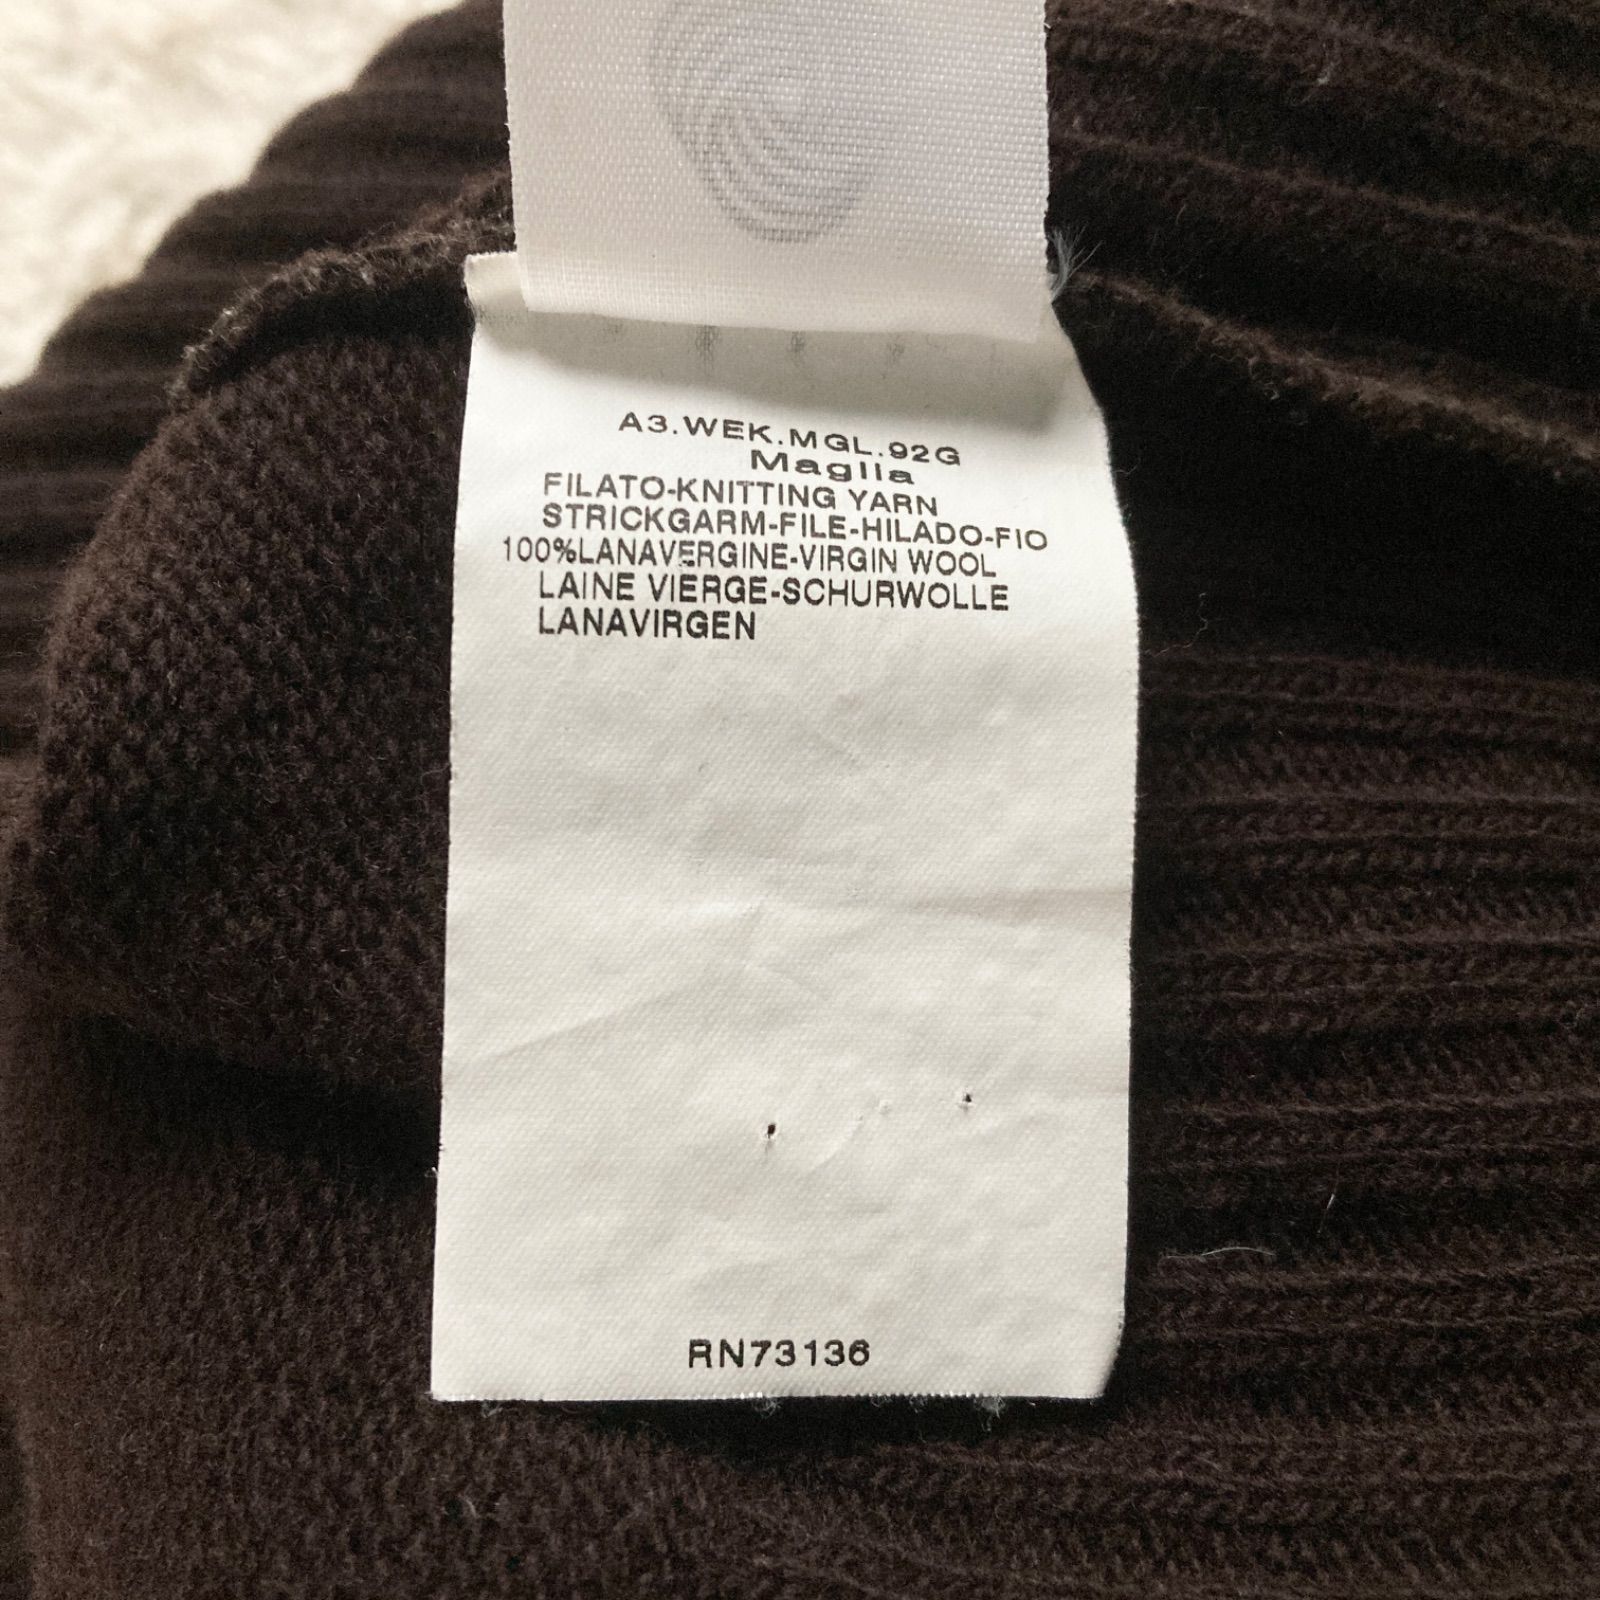 A3.WEK.MGL.92G
Maglia
FILATO-KNITTING YARN
STRICKGARM-FILE-HILADO-FIO
100%LANAVERGINE-VIRGIN WOOL
LAINE VIERGE-SCHURWOLLE
LANAVIRGEN
RN73136